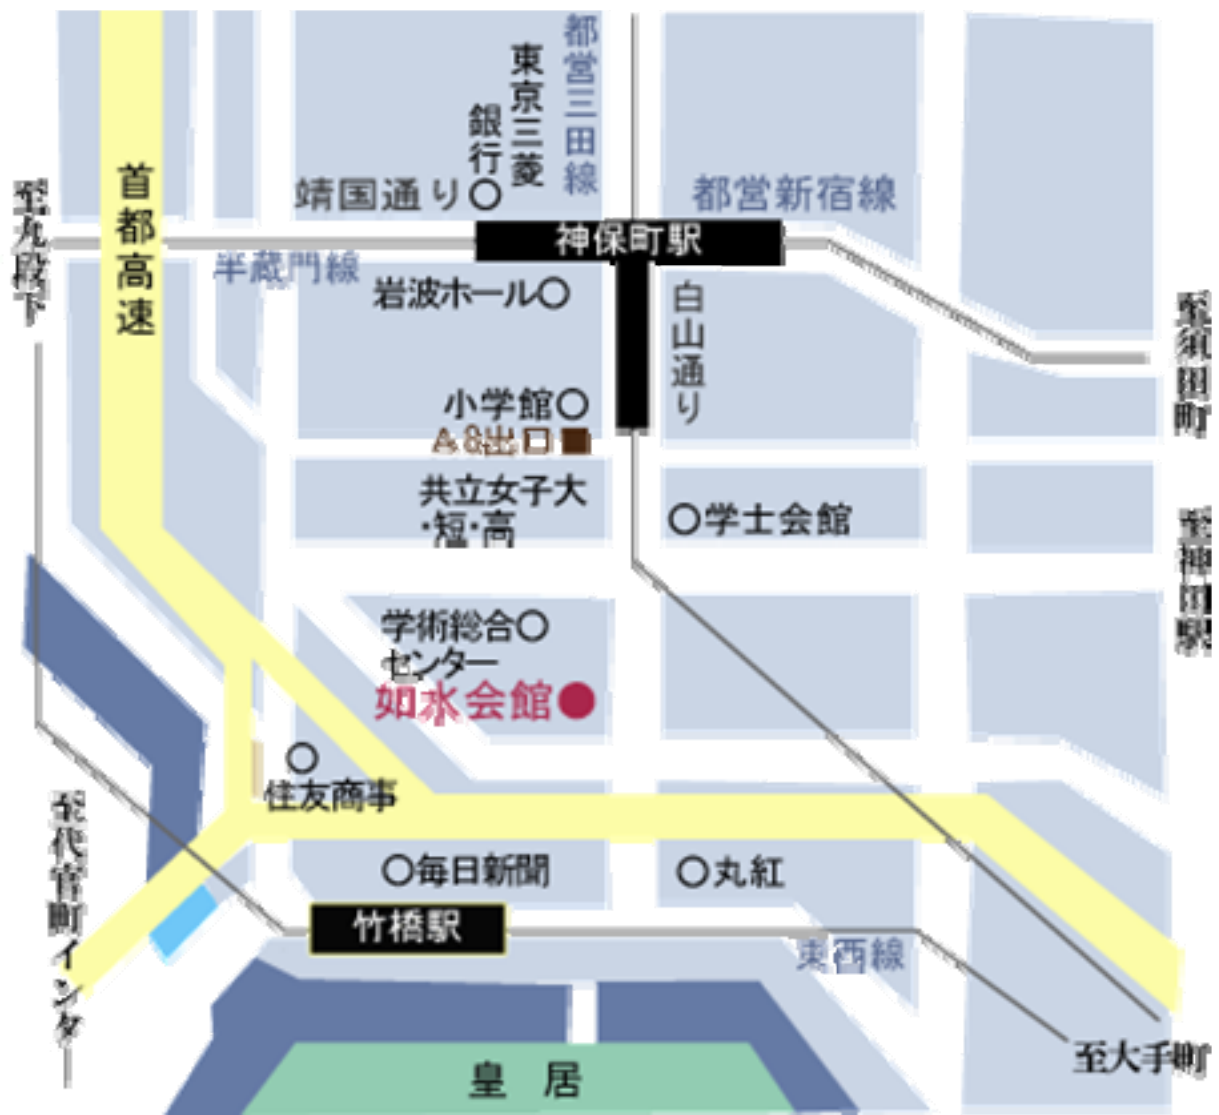 都営三田線
東京三菱
銀行
首都高速
靖国通り
都営新宿線
至九段下
神保町駅
半蔵門線
岩波ホール
白山通り
至須田町
小学館
A8出口
共立女子大
・短・高
学士会館
至神田駅
学術総合
センター
如水会館
住友商事
至代官町インター
毎日新聞
丸紅
竹橋駅
東西線
至大手町
皇居